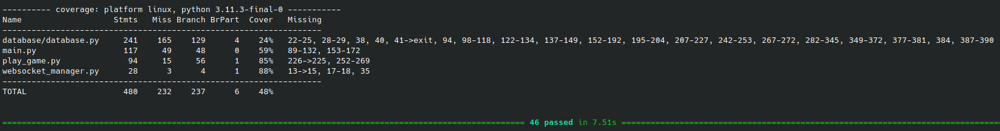 ---------- coverage: platform linux, python 3.11.3-final-0 -----------
Name                   Stmts   Miss Branch BrPart  Cover   Missing
------------------------------------------------------------------
database/database.py     241    165    129      4    24%   22-25, 28-29, 38, 40, 41->exit, 94, 98-118, 122-134, 137-149, 152-192, 195-204, 207-227, 242-253, 267-272, 282-345, 349-372, 377-381, 384, 387-390
main.py                  117     49     48      0    59%   89-132, 153-172
play_game.py              94     15     56      1    85%   226->225, 252-269
websocket_manager.py      28      3      4      1    88%   13->15, 17-18, 35
------------------------------------------------------------------
TOTAL                    480    232    237      6    48%
============================================================================================================ 46 passed in 7.51s ==============================================================================